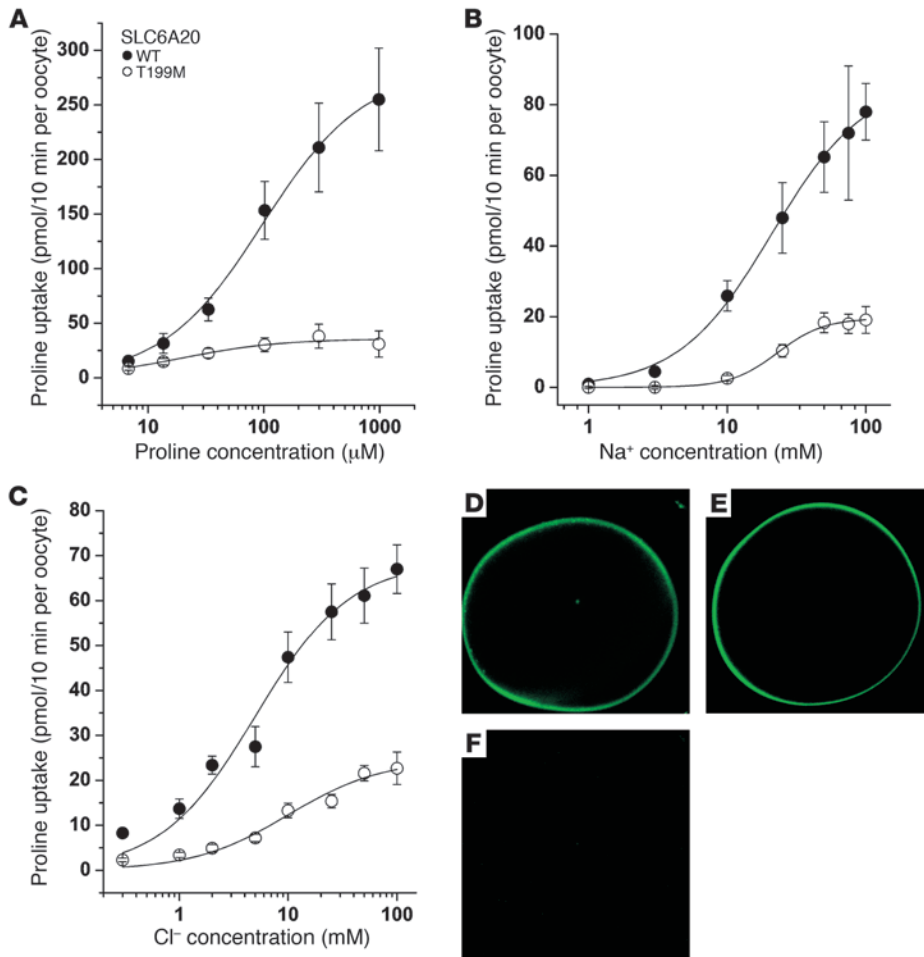 A
SLC6A20
● WT
○ T199M
Proline uptake (pmol/10 min per oocyte)
300
250
200
150
100
50
0
10 100 1000
Proline concentration (μM)
B
Proline uptake (pmol/10 min per oocyte)
100
80
60
40
20
0
1 10 100
Na⁺ concentration (mM)
C
Proline uptake (pmol/10 min per oocyte)
80
70
60
50
40
30
20
10
0
1 10 100
Cl⁻ concentration (mM)
D
E
F